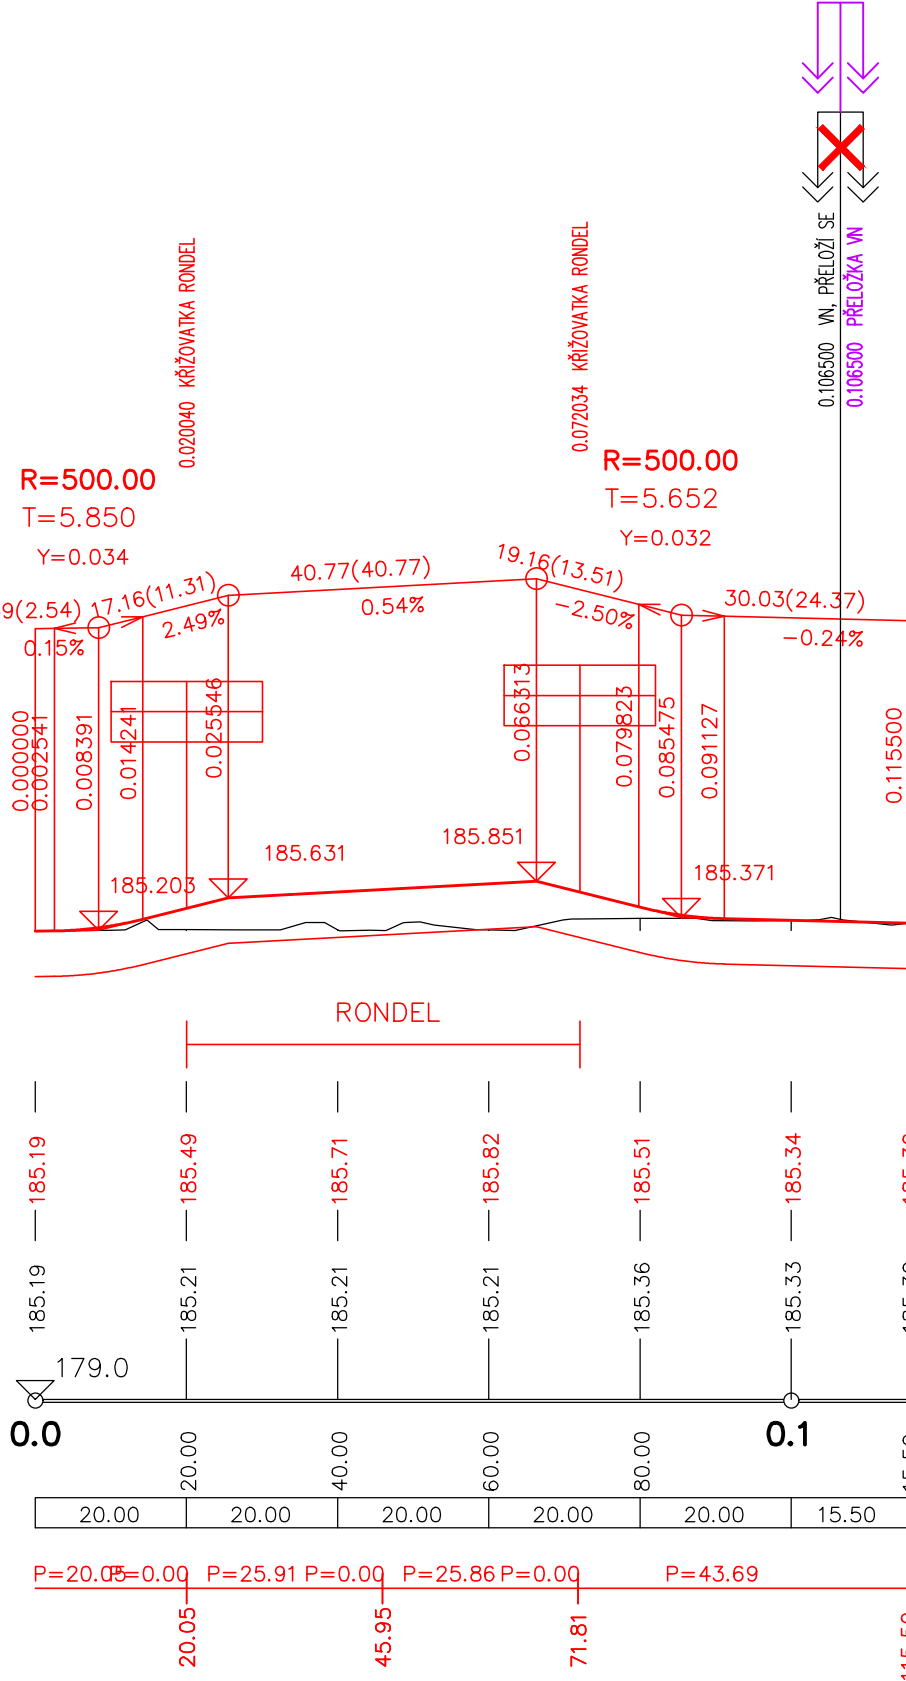 0.020040 KŘIŽOVATKA RONDEL
0.072034 KŘIŽOVATKA RONDEL
0.106500 VN, PŘELOŽÍ SE
0.106500 PŘELOŽKA VN
R=500.00
T=5.850
Y=0.034
R=500.00
T=5.652
Y=0.032
9(2.54)
17.16(11.31)
40.77(40.77)
19.16(13.51)
30.03(24.37)
0.15%
2.49%
0.54%
−2.50%
−0.24%
0.000000
0.002541
0.008391
0.014241
0.025546
0.066313
0.079823
0.085475
0.091127
0.115500
185.203
185.631
185.851
185.371
RONDEL
185.19
185.49
185.71
185.82
185.51
185.34
185.19
185.21
185.21
185.21
185.36
185.33
179.0
0.0
20.00
40.00
60.00
80.00
0.1
20.00
20.00
20.00
20.00
20.00
15.50
P=20.05
P=0.00
P=25.91
P=0.00
P=25.86
P=0.00
P=43.69
20.05
45.95
71.81